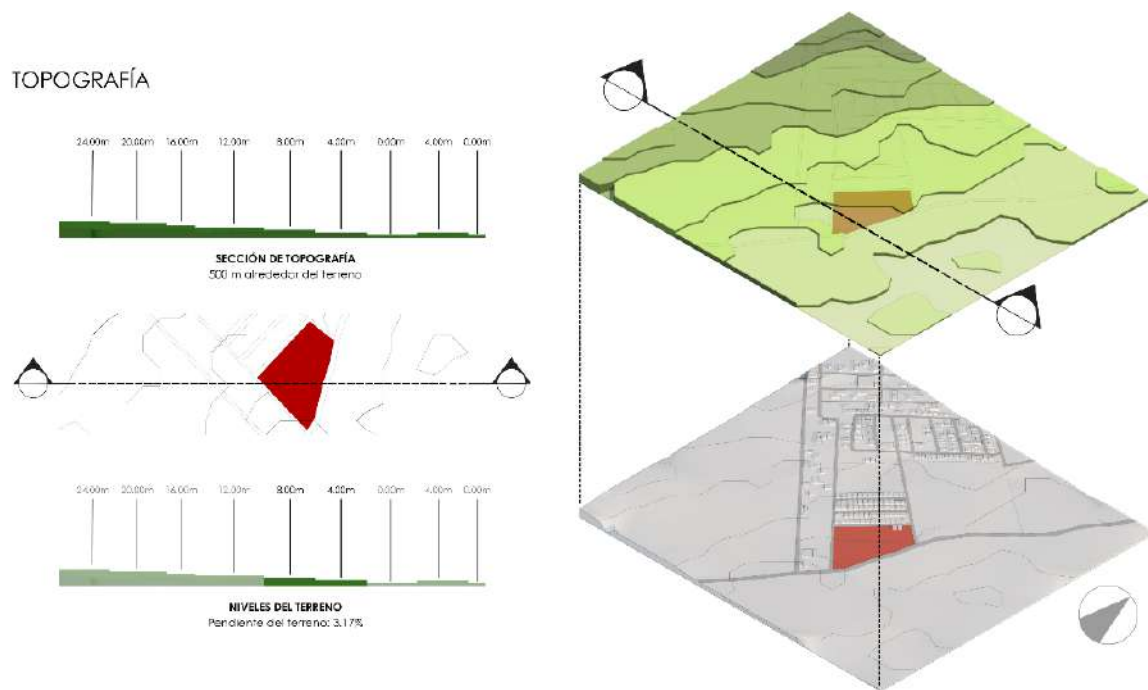 TOPOGRAFÍA
24.00m 20.00m 16.00m 12.00m 8.00m 4.00m 0.00m 4.00m 0.00m
SECCIÓN DE TOPOGRAFÍA
500 m alrededor del terreno
24.00m 20.00m 16.00m 12.00m 8.00m 4.00m 0.00m 4.00m 0.00m
NIVELES DEL TERRENO
Pendiente del terreno: 3.17%